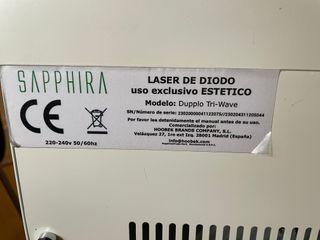 SAPPHIRA
LASER DE DIODO
uso exclusivo ESTETICO
Modelo: Dupplo Tri-Wave
Por favor lea detenidamente el manual antes de su uso.
Comercializado por:
HOOBEK BRANDS COMPANY, S.L.
Velázquez 27, 1ro ext Izq. 28001 Madrid (España)
info@hoobek.com
CE
220-240v 50/60hz